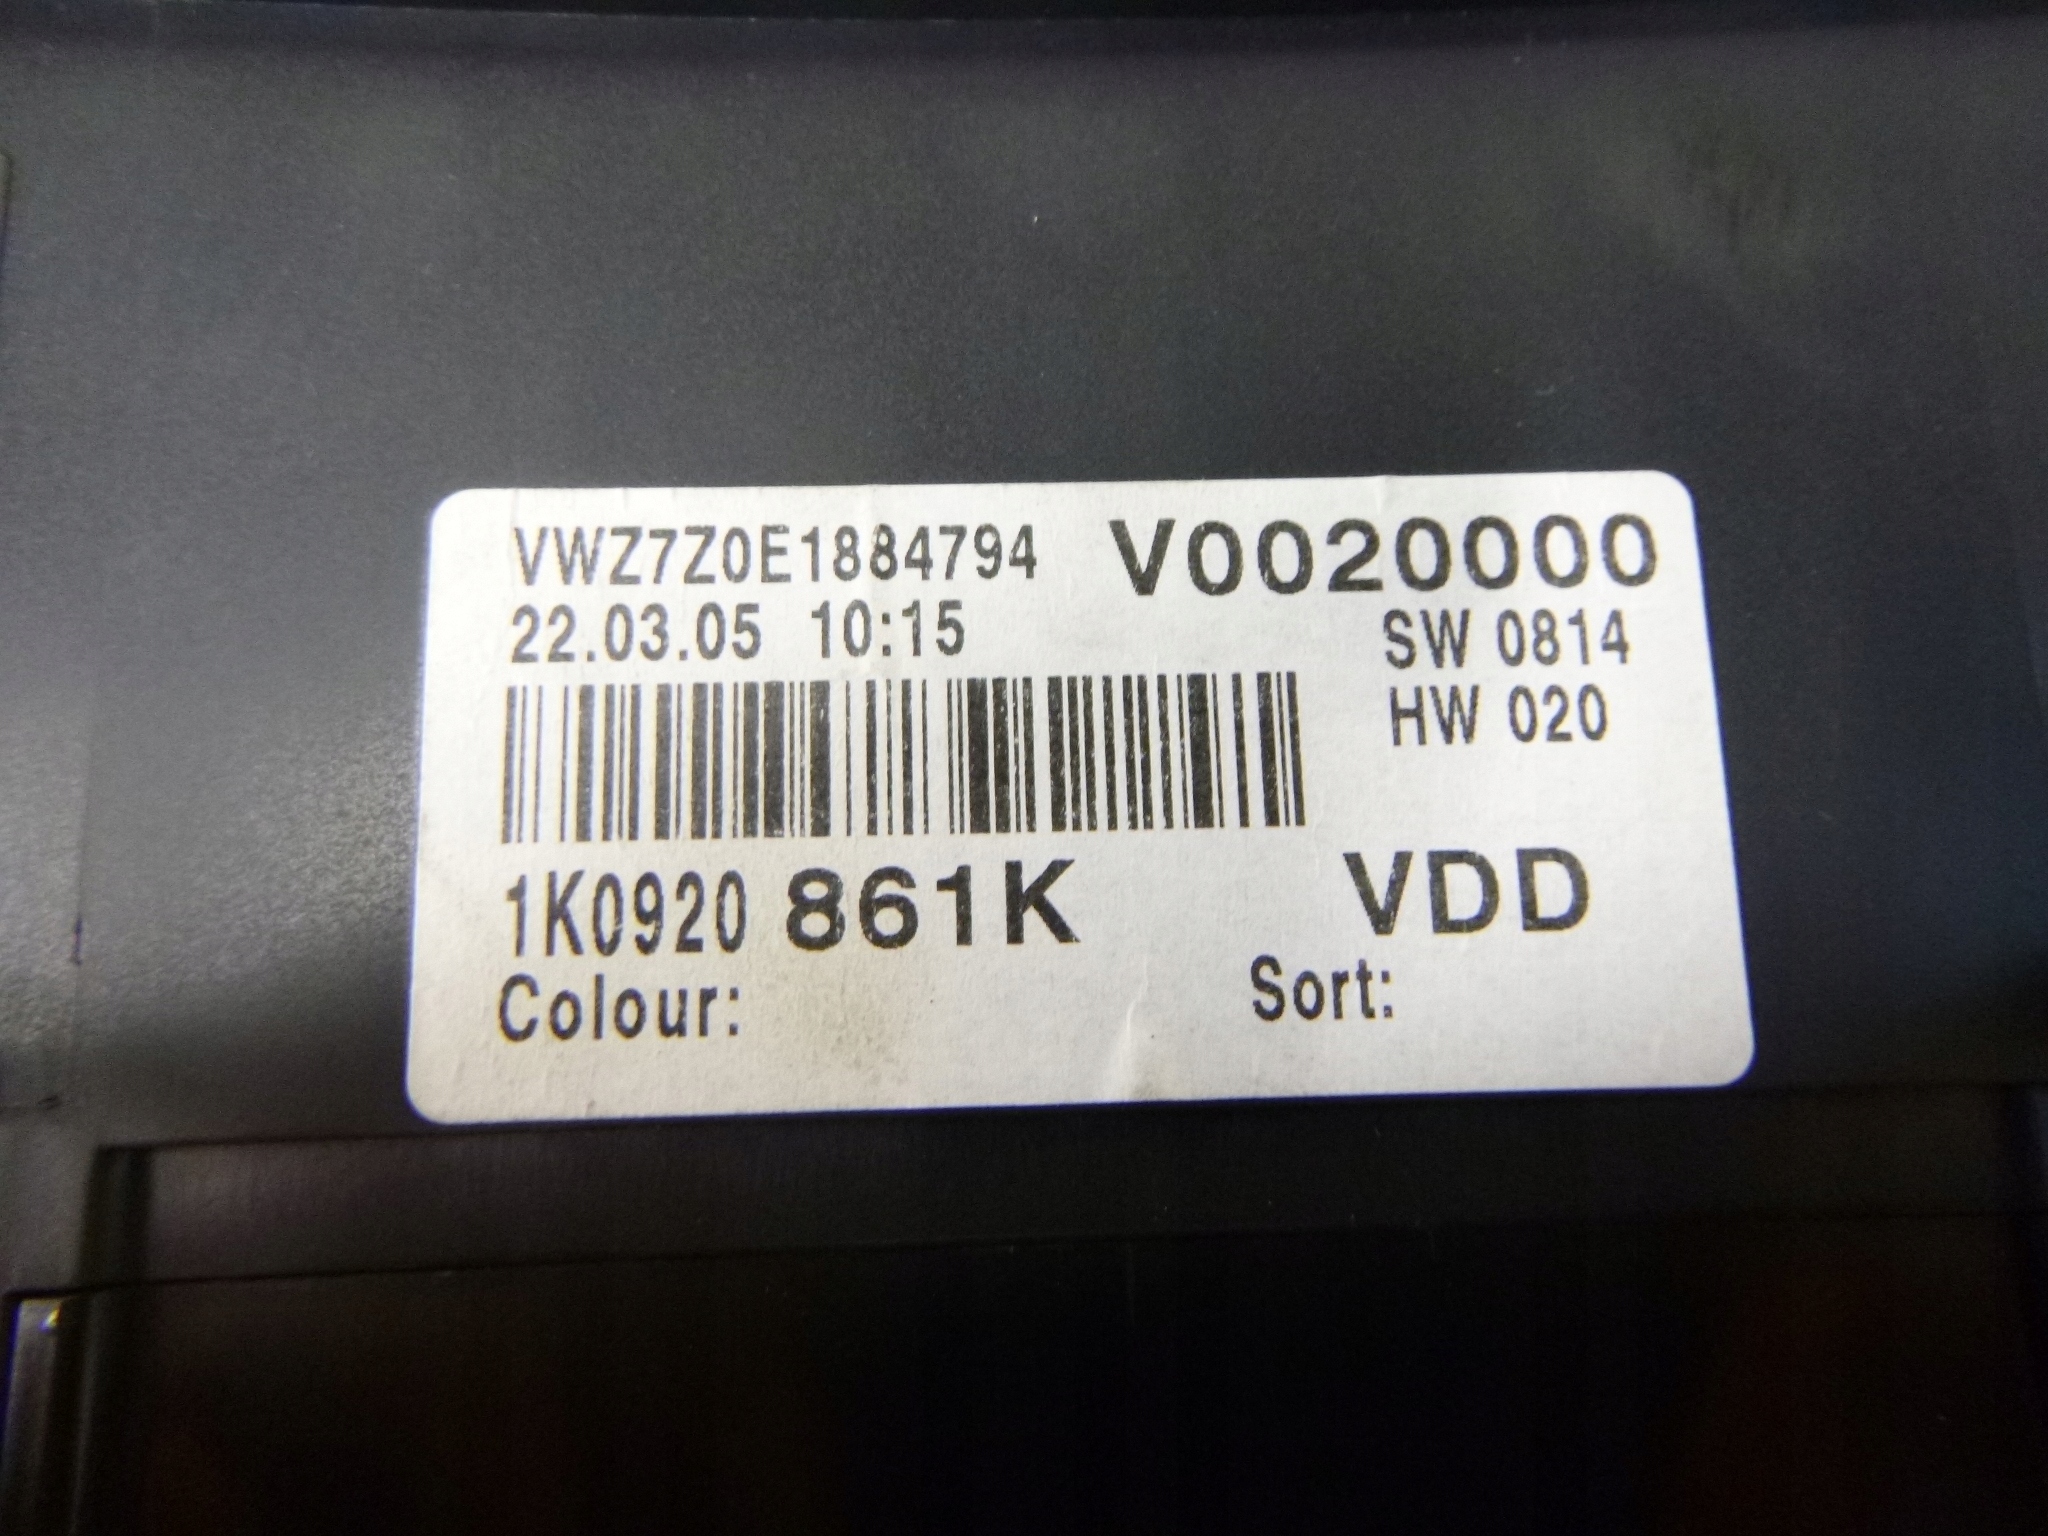 VWZ7Z0E1884794 V0020000
22.03.05 10:15 SW 0814
HW 020
1K0920 861K VDD
Colour: Sort: